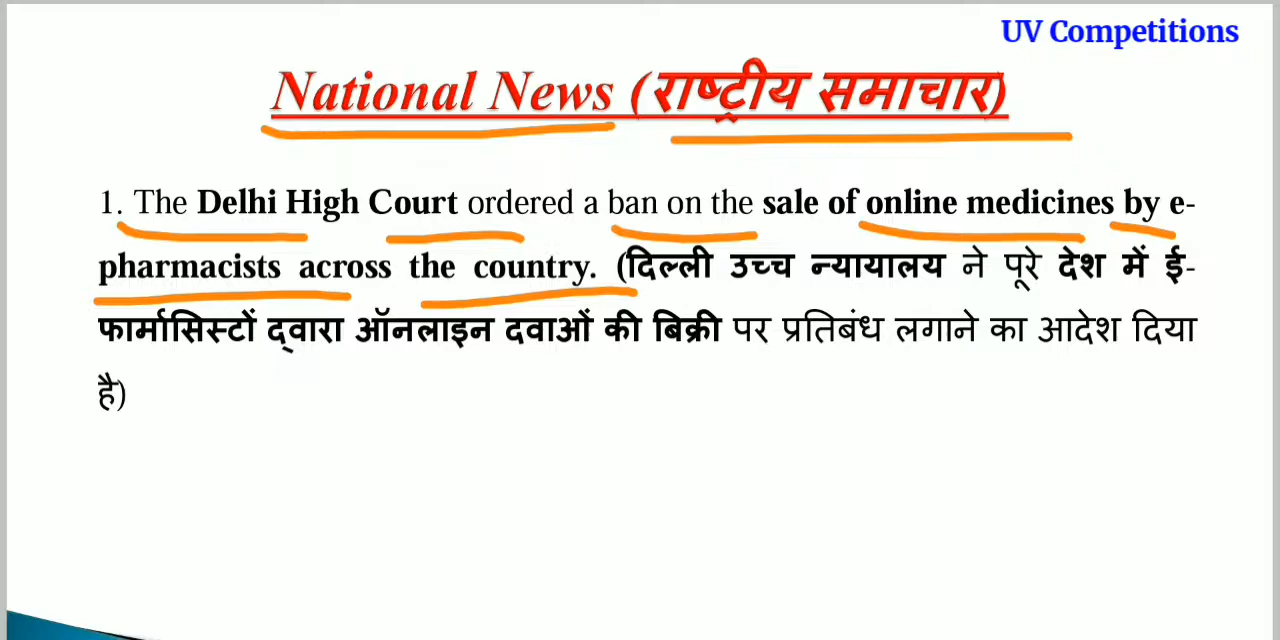 UV Competitions
National News (राष्ट्रीय समाचार)
1. The Delhi High Court ordered a ban on the sale of online medicines by e-
pharmacists across the country. (दिल्ली उच्च न्यायालय ने पूरे देश में ई-
फार्मासिस्टों द्वारा ऑनलाइन दवाओं की बिक्री पर प्रतिबंध लगाने का आदेश दिया
है)